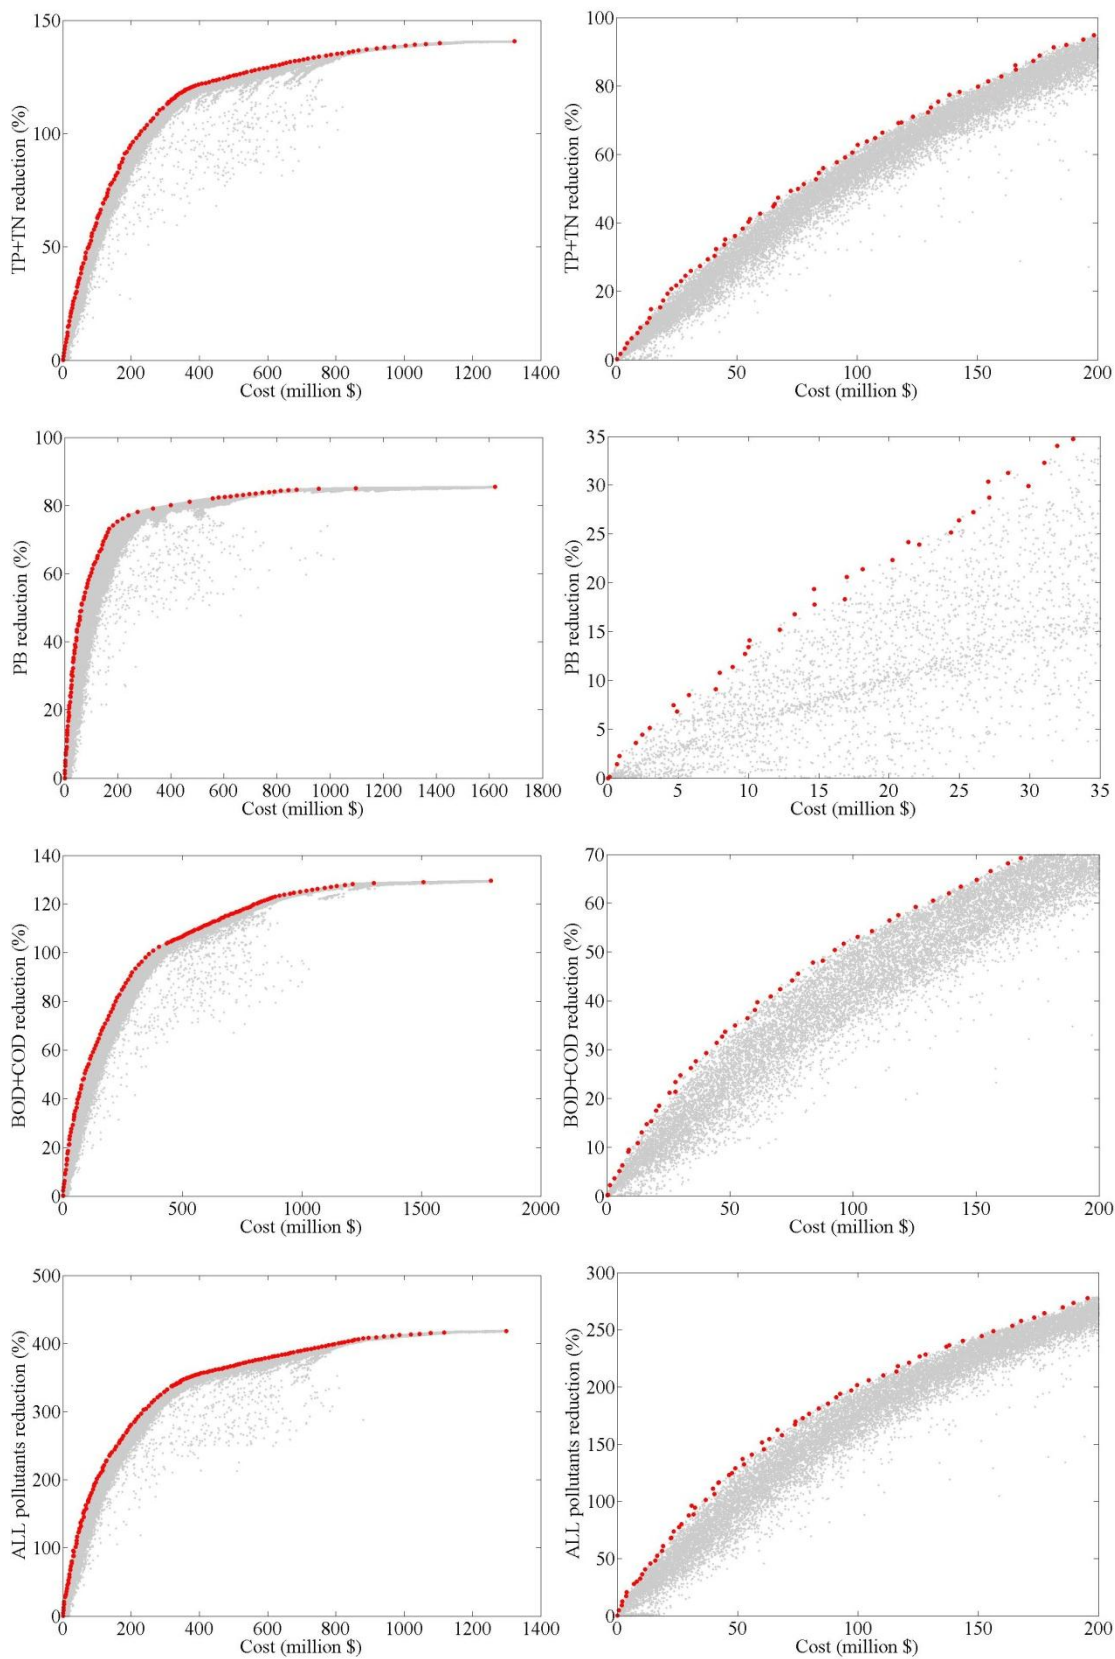 150
100
50
0
TP+TN reduction (%)
0 200 400 600 800 1000 1200 1400
Cost (million $)
100
80
60
40
20
0
TP+TN reduction (%)
0 50 100 150 200
Cost (million $)
100
80
60
40
20
0
PB reduction (%)
0 200 400 600 800 1000 1200 1400 1600 1800
Cost (million $)
35
30
25
20
15
10
5
0
PB reduction (%)
0 5 10 15 20 25 30 35
Cost (million $)
140
120
100
80
60
40
20
0
BOD+COD reduction (%)
0 500 1000 1500 2000
Cost (million $)
70
60
50
40
30
20
10
0
BOD+COD reduction (%)
0 50 100 150 200
Cost (million $)
500
400
300
200
100
0
ALL pollutants reduction (%)
0 200 400 600 800 1000 1200 1400
Cost (million $)
300
250
200
150
100
50
0
ALL pollutants reduction (%)
0 50 100 150 200
Cost (million $)